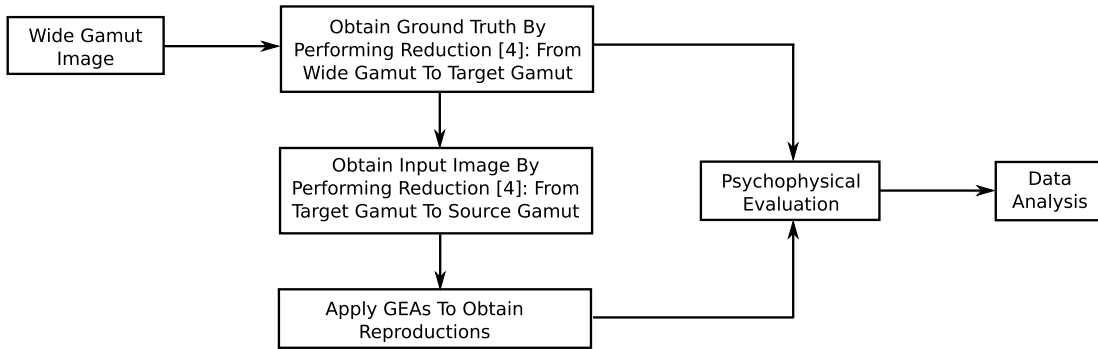 Wide Gamut
Image
Obtain Ground Truth By
Performing Reduction [4]: From
Wide Gamut To Target Gamut
Obtain Input Image By
Performing Reduction [4]: From
Target Gamut To Source Gamut
Apply GEAs To Obtain
Reproductions
Psychophysical
Evaluation
Data
Analysis